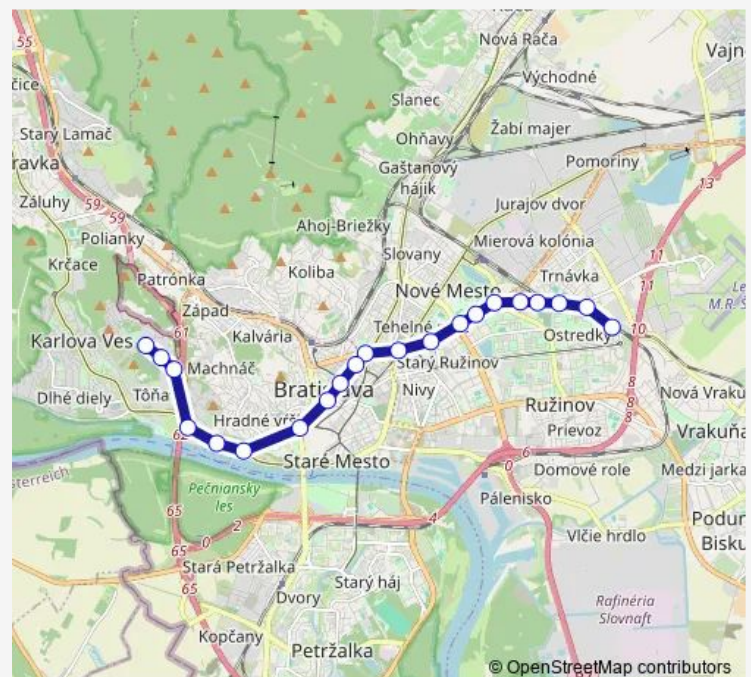 Rača
Nová Rača
55
Vajn
Východné
čice
Slanec
Starý Lamač
Ohňavy
Žabí majer
ravka
Gaštanový
hájik
Pomoriny
13
59
Záluhy
59
Jurajov dvor
Ahoj-Briežky
Polianky
Slovany
Mierová kolónia
11
Krčace
Patrónka
Koliba
Trnávka
11
Nové Mesto
Západ
M. R. Š
61
Kalvária
Tehelné
10
Karlova Ves
Ostredky
Machnáč
Starý Ružinov
8
Bratislava
Nivy
8
Nová Vraku
Dlhé diely
Tôňa
Ružinov
Hradné vŕš
Prievoz
62
Vrakuňa
Staré Mesto
6
0
Domové role
Medzi jarka
sterreich
Pečniansky
les
Pálenisko
65
0
2
4
Podun
Vlčie hrdlo
Bisku
65
Stará Petržalka
65
Starý háj
Dvory
Rafinéria
Slovnaft
Kopčany
Petržalka
© OpenStreetMap contributors